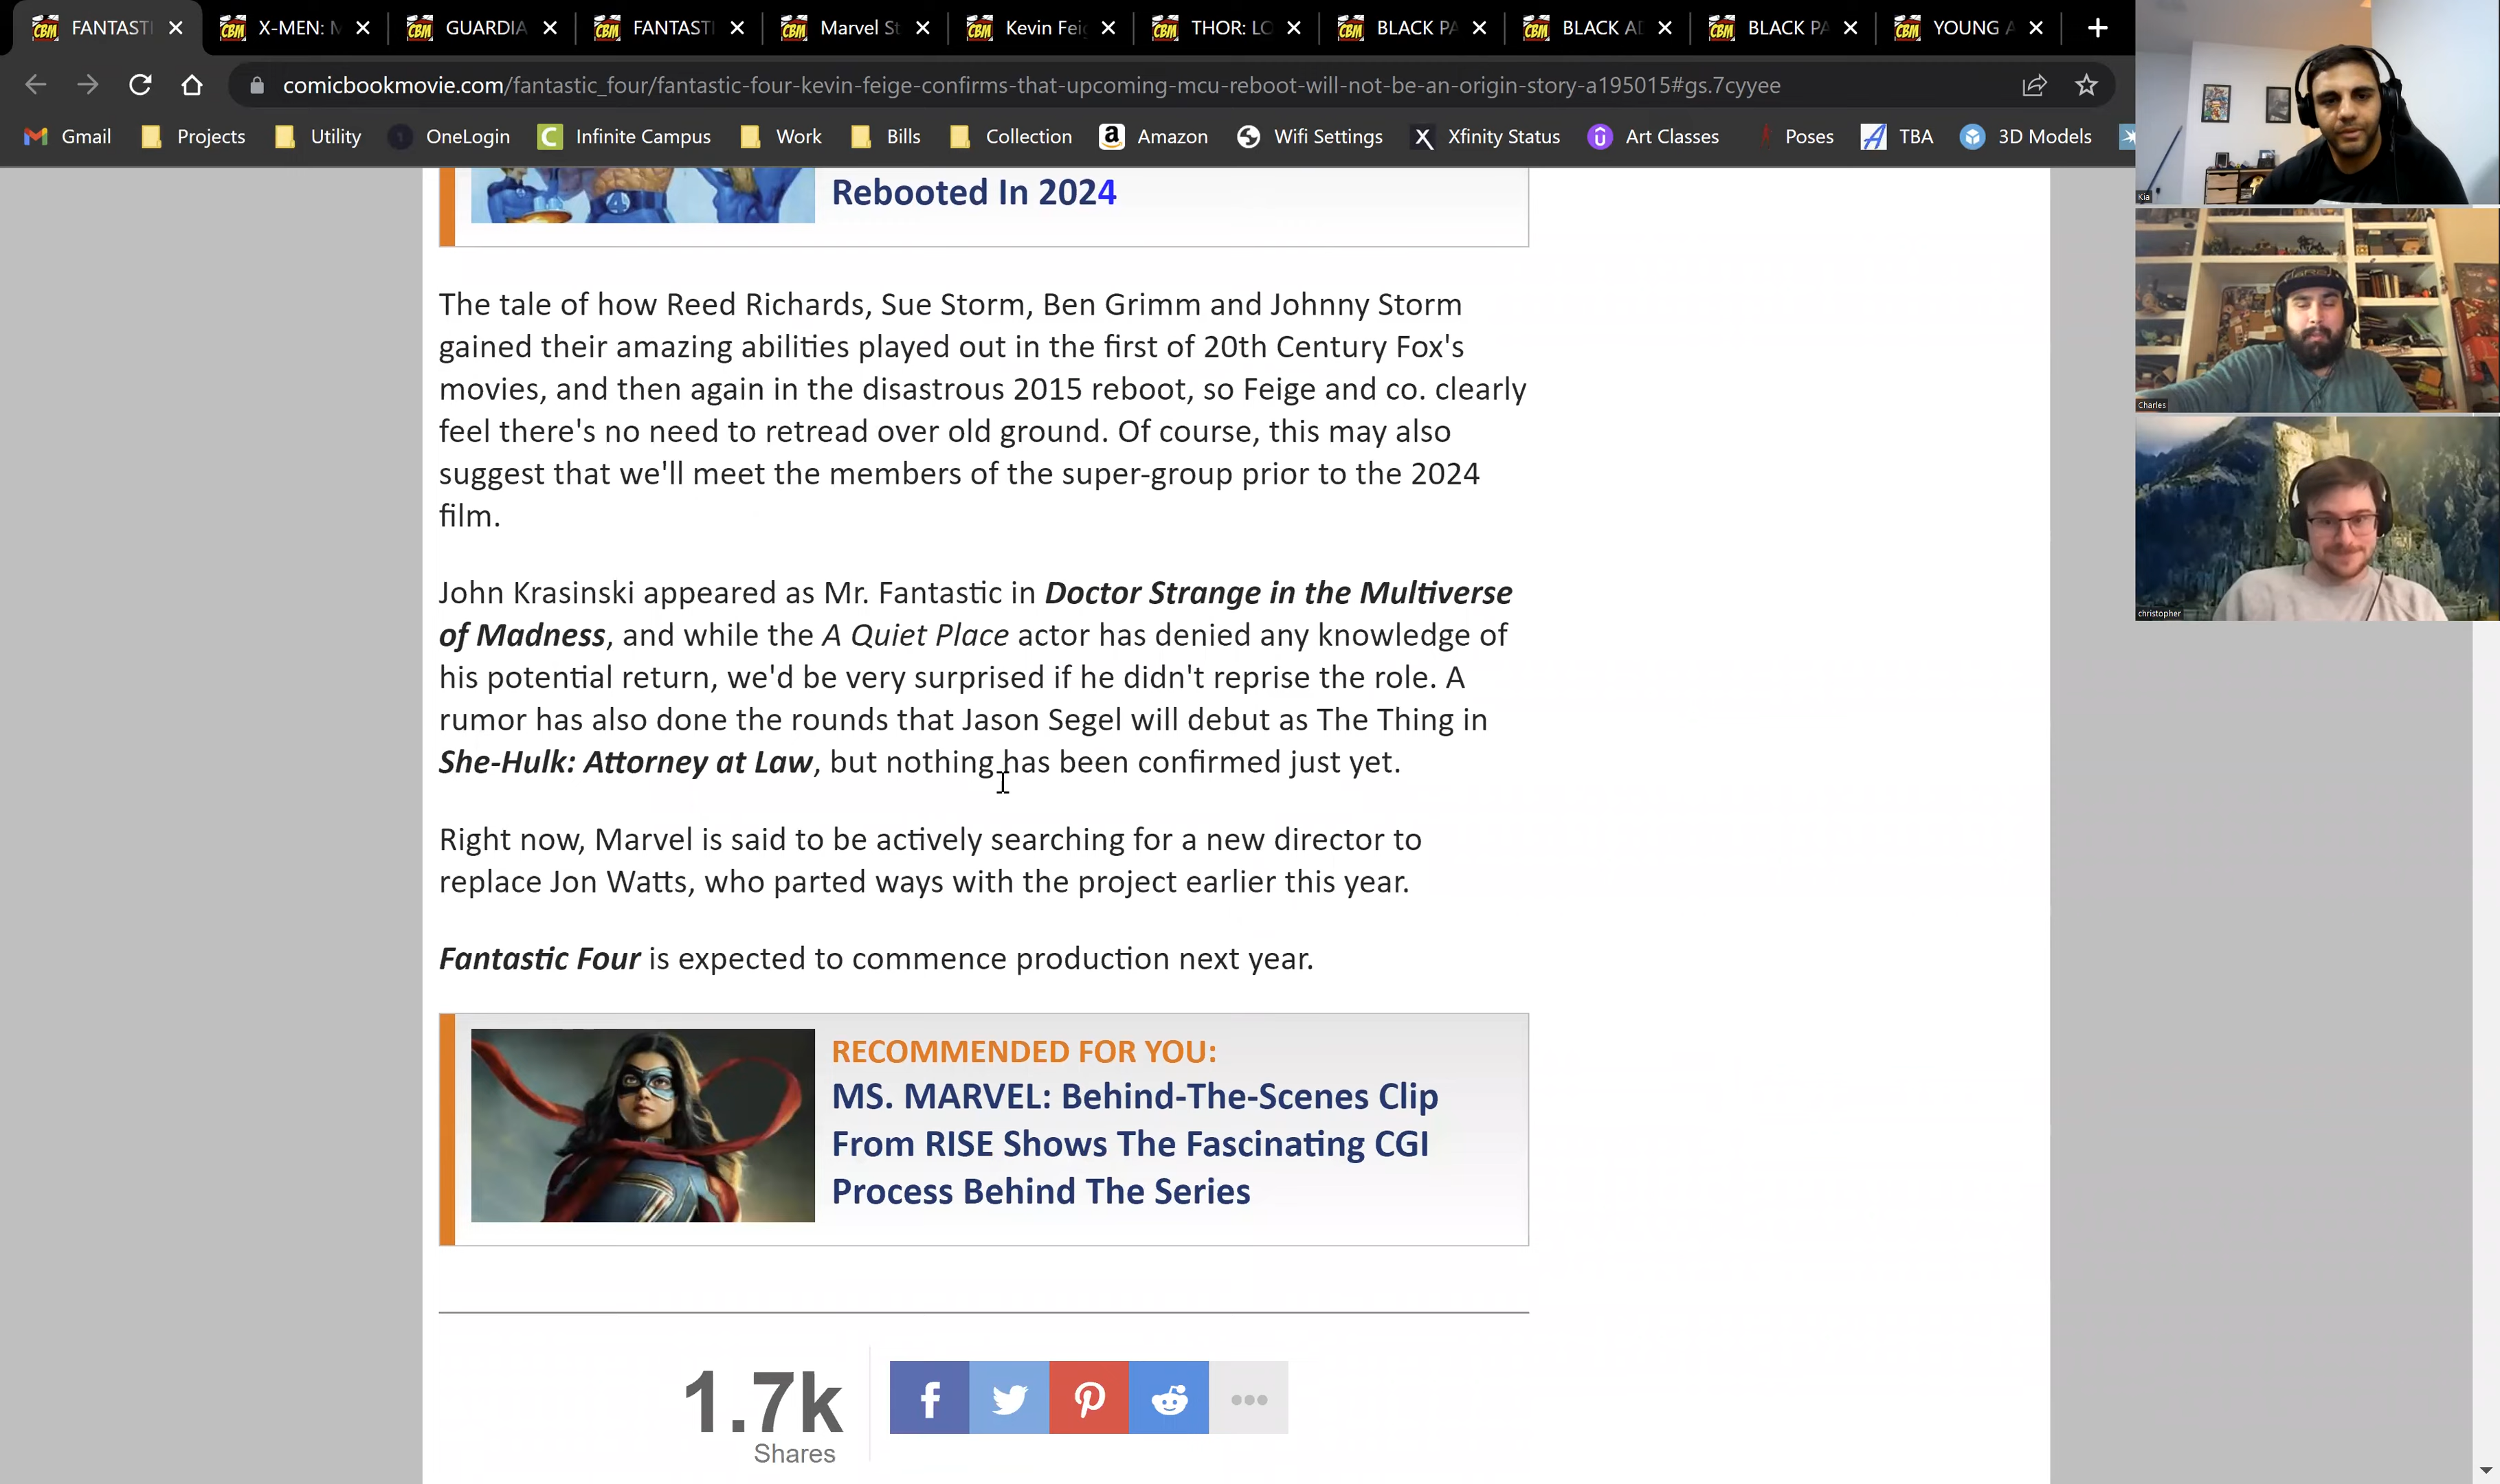 FANTASTI
X-MEN: M
GUARDIA
FANTASTI
Marvel St
Kevin Feig
THOR: LO
BLACK PA
BLACK AD
BLACK PA
YOUNG A
comicbookmovie.com/fantastic_four/fantastic-four-kevin-feige-confirms-that-upcoming-mcu-reboot-will-not-be-an-origin-story-a195015#gs.7cyyee
Gmail
Projects
Utility
OneLogin
Infinite Campus
Work
Bills
Collection
Amazon
Wifi Settings
Xfinity Status
Art Classes
Poses
TBA
3D Models
Kia
Charles
christopher
Rebooted In 2024
The tale of how Reed Richards, Sue Storm, Ben Grimm and Johnny Storm
gained their amazing abilities played out in the first of 20th Century Fox's
movies, and then again in the disastrous 2015 reboot, so Feige and co. clearly
feel there's no need to retread over old ground. Of course, this may also
suggest that we'll meet the members of the super-group prior to the 2024
film.
John Krasinski appeared as Mr. Fantastic in Doctor Strange in the Multiverse
of Madness, and while the A Quiet Place actor has denied any knowledge of
his potential return, we'd be very surprised if he didn't reprise the role. A
rumor has also done the rounds that Jason Segel will debut as The Thing in
She-Hulk: Attorney at Law, but nothing has been confirmed just yet.
Right now, Marvel is said to be actively searching for a new director to
replace Jon Watts, who parted ways with the project earlier this year.
Fantastic Four is expected to commence production next year.
RECOMMENDED FOR YOU:
MS. MARVEL: Behind-The-Scenes Clip
From RISE Shows The Fascinating CGI
Process Behind The Series
1.7k
Shares